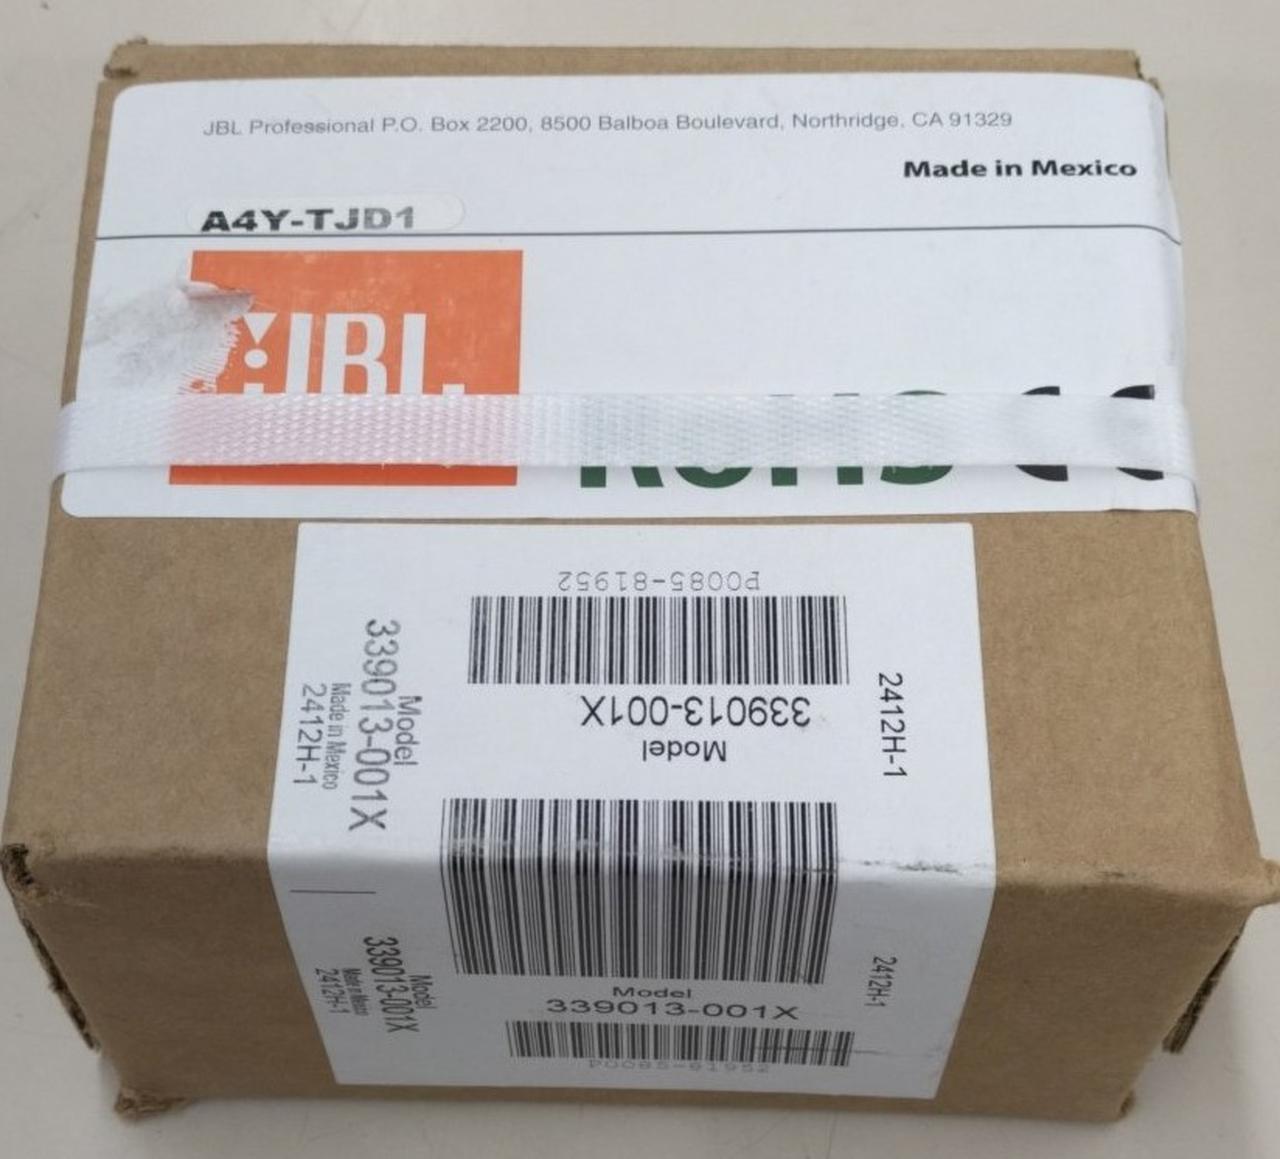 JBL Professional P.O. Box 2200, 8500 Balboa Boulevard, Northridge, CA 91329
Made in Mexico
A4Y-TJD1
JBL
RoHS CE
P0085-81952
339013-001X
Model
2412H-1
Model
339013-001X
Made in Mexico
2412H-1
Model
339013-001X
Made in Mexico
2412H-1
Model
339013-001X
P0085-81952
2412H-1